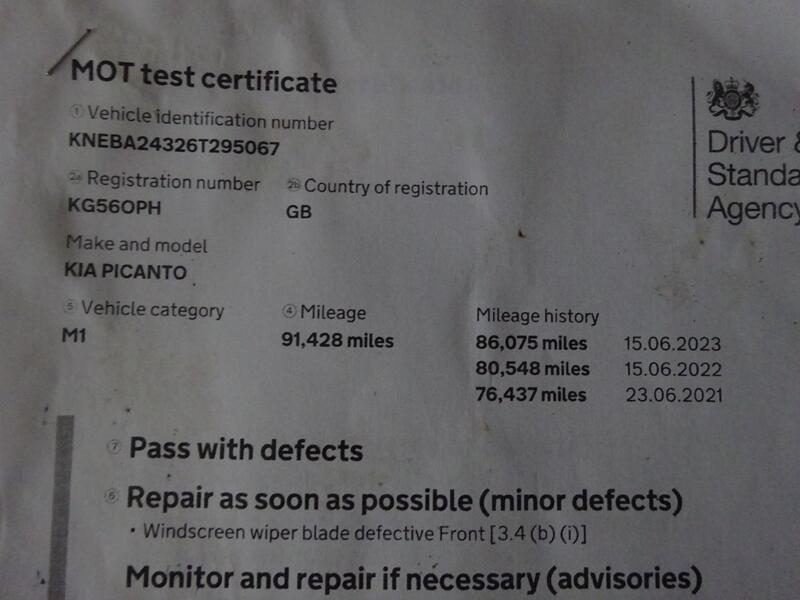 MOT test certificate
① Vehicle identification number
KNEBA24326T295067
2a Registration number
2b Country of registration
KG56OPH
GB
Make and model
KIA PICANTO
⑤ Vehicle category
④ Mileage
Mileage history
M1
91,428 miles
86,075 miles 15.06.2023
80,548 miles 15.06.2022
76,437 miles 23.06.2021
⑦ Pass with defects
⑥ Repair as soon as possible (minor defects)
• Windscreen wiper blade defective Front [3.4 (b) (i)]
Monitor and repair if necessary (advisories)
Driver &
Standa
Agency